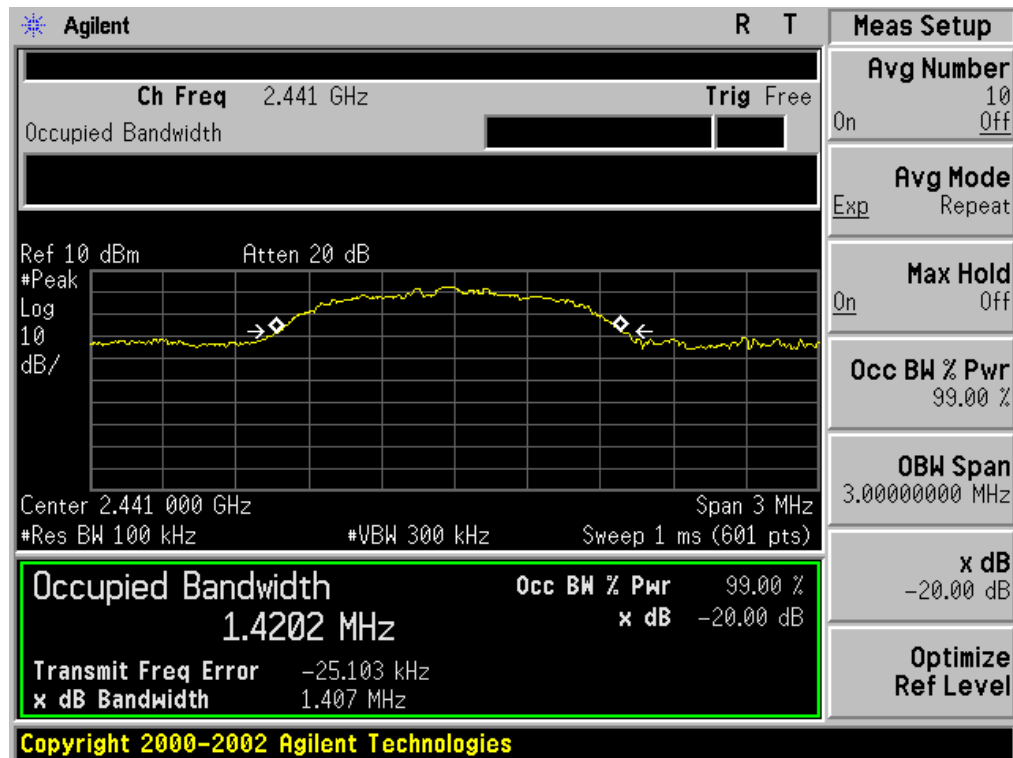 Agilent R T
Ch Freq 2.441 GHz Trig Free
Occupied Bandwidth
Ref 10 dBm Atten 20 dB
#Peak
Log
10
dB/
Center 2.441 000 GHz Span 3 MHz
#Res BW 100 kHz #VBW 300 kHz Sweep 1 ms (601 pts)
Occupied Bandwidth Occ BW % Pwr 99.00 %
1.4202 MHz x dB -20.00 dB
Transmit Freq Error -25.103 kHz
x dB Bandwidth 1.407 MHz
Copyright 2000-2002 Agilent Technologies
Meas Setup
Avg Number
10
On Off
Avg Mode
Exp Repeat
Max Hold
On Off
Occ BW % Pwr
99.00 %
OBW Span
3.00000000 MHz
x dB
-20.00 dB
Optimize
Ref Level